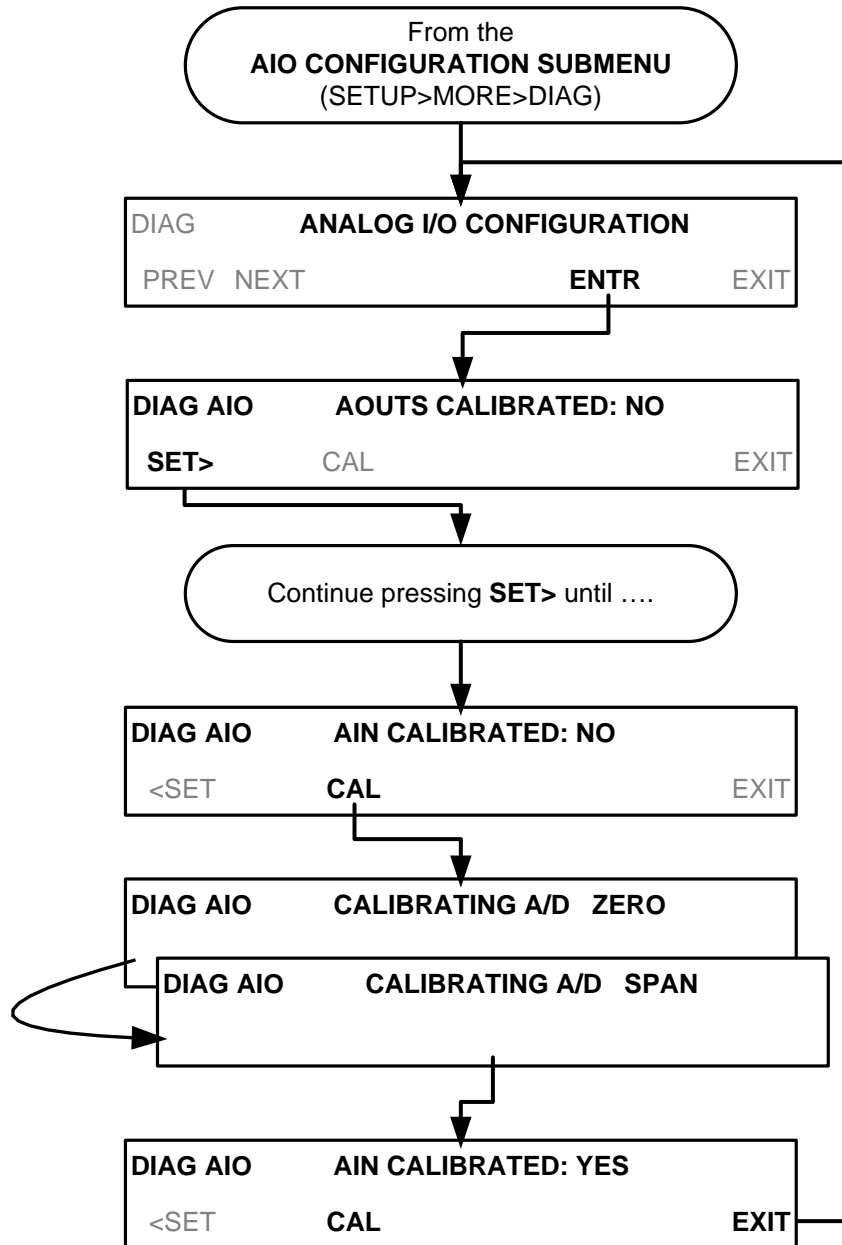 From the
AIO CONFIGURATION SUBMENU
(SETUP>MORE>DIAG)
DIAG ANALOG I/O CONFIGURATION
PREV NEXT ENTR EXIT
DIAG AIO AOUTS CALIBRATED: NO
SET> CAL EXIT
Continue pressing SET> until ....
DIAG AIO AIN CALIBRATED: NO
<SET CAL EXIT
DIAG AIO CALIBRATING A/D ZERO
DIAG AIO CALIBRATING A/D SPAN
DIAG AIO AIN CALIBRATED: YES
<SET CAL EXIT